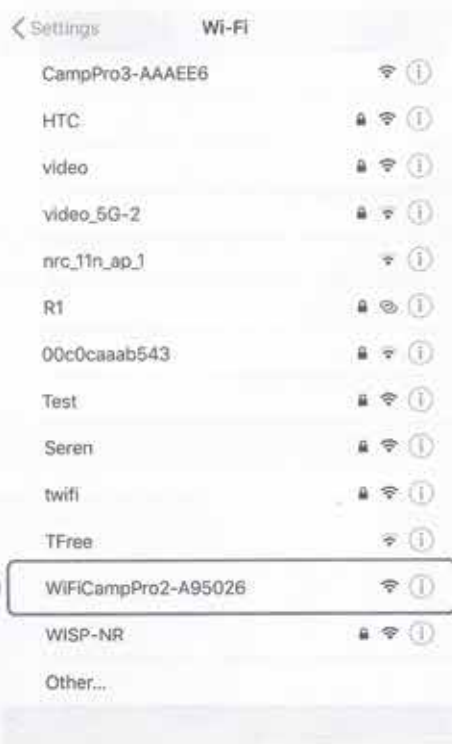 Settings Wi-Fi
CampPro3-AAAEE6
HTC
video
video_5G-2
nrc_11n_ap_1
R1
00c0caaab543
Test
Seren
twifi
TFree
WiFiCampPro2-A95026
WISP-NR
Other...